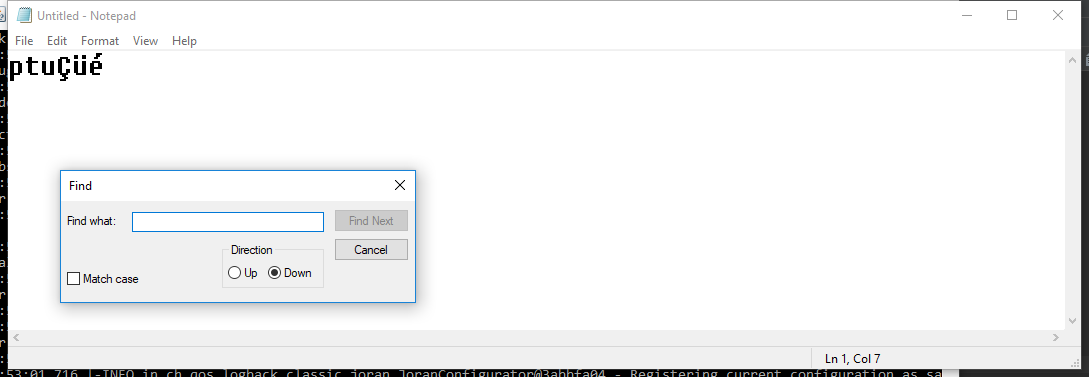 Untitled - Notepad
File Edit Format View Help
ptuÇüé
Find
Find what: Find Next
Direction Cancel
Match case Up Down
Ln 1, Col 7
:53:01,716 |-INFO in ch.qos.logback.classic.joran.JoranConfigurator@3abbfa04 - Registering current configuration as sa